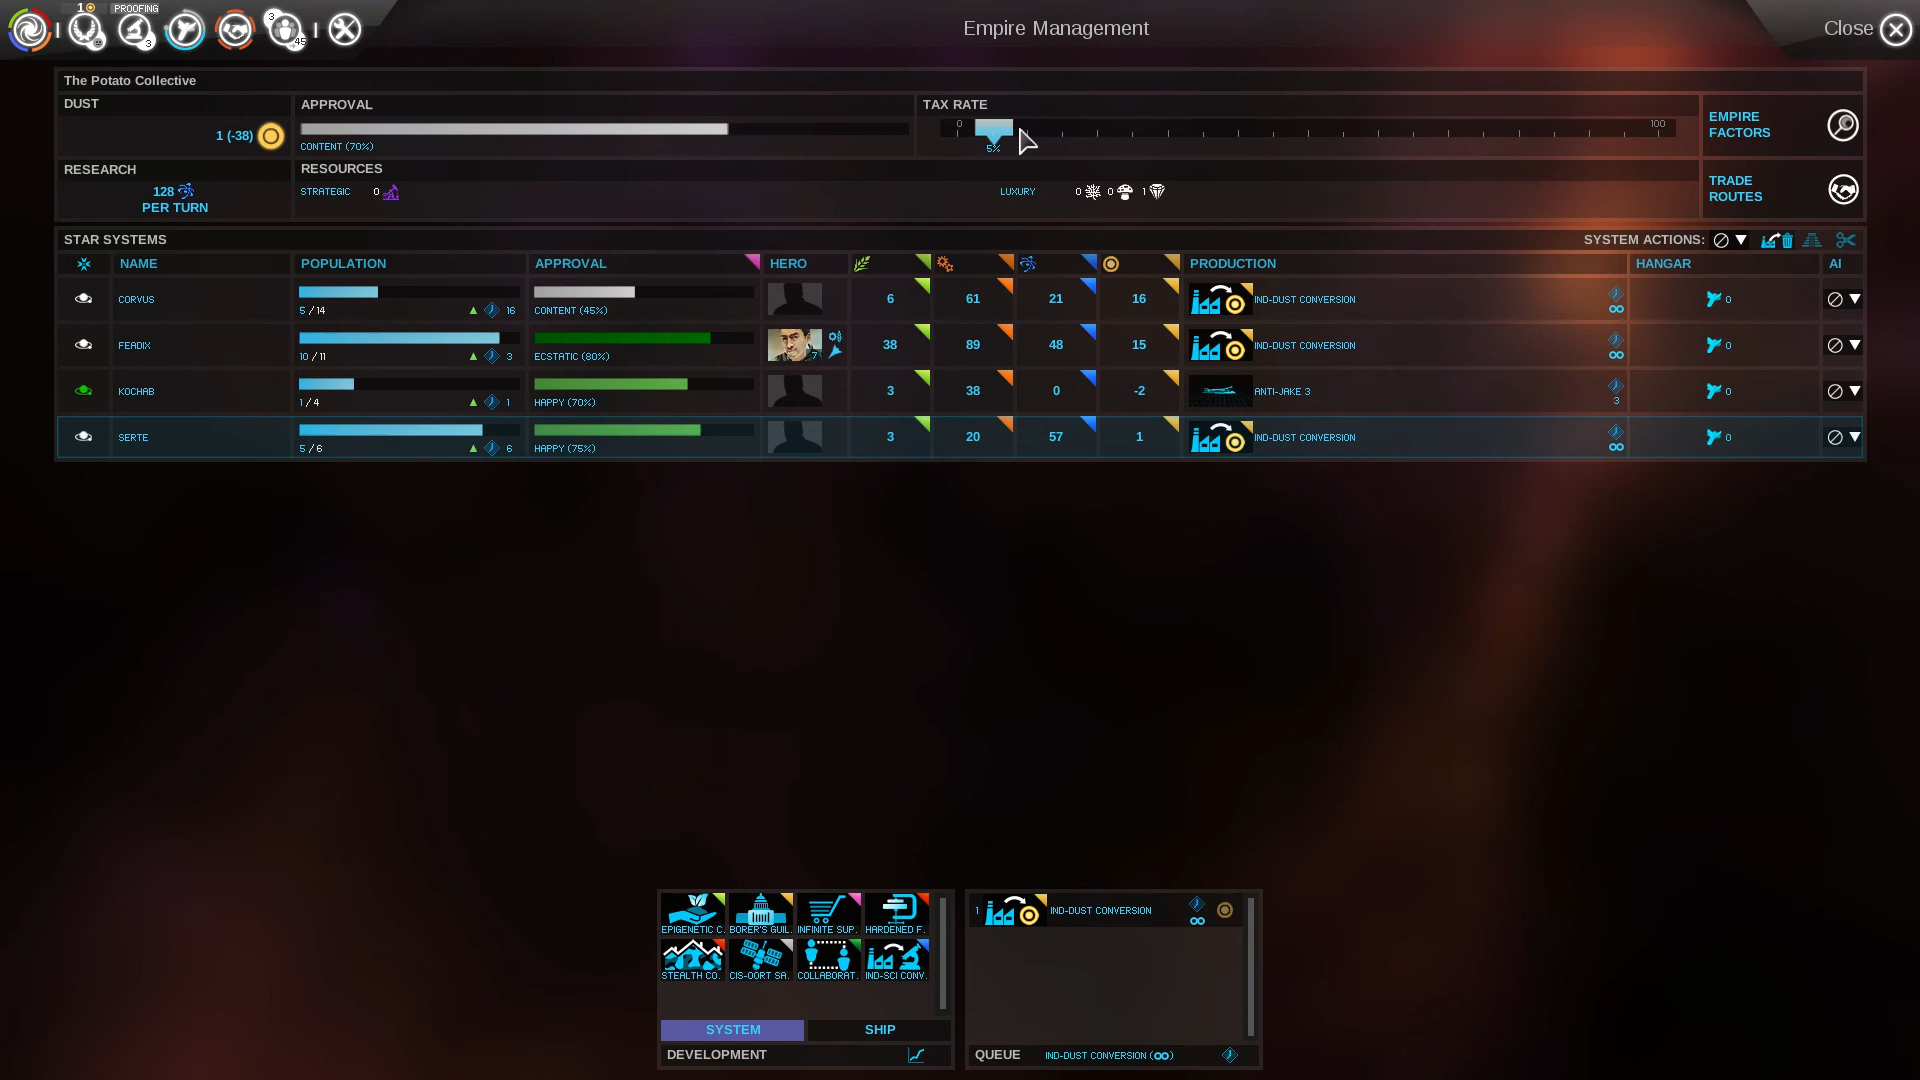 1
PROOFING
3
3
45
Empire Management
Close
The Potato Collective
DUST
1 (-38)
APPROVAL
CONTENT (70%)
TAX RATE
0
100
5%
EMPIRE FACTORS
RESEARCH
128
PER TURN
RESOURCES
STRATEGIC 0
LUXURY 0 0 1
TRADE ROUTES
STAR SYSTEMS
SYSTEM ACTIONS:
NAME POPULATION APPROVAL HERO PRODUCTION HANGAR AI
CORVUS 5 / 14 16 CONTENT (45%) 6 61 21 16 IND-DUST CONVERSION 0
FEADIX 10 / 11 3 ECSTATIC (80%) 7 38 89 48 15 IND-DUST CONVERSION 0
KOCHAB 1 / 4 1 HAPPY (70%) 3 38 0 -2 ANTI-JAKE 3 3 0
SERTE 5 / 6 6 HAPPY (75%) 3 20 57 1 IND-DUST CONVERSION 0
EPIGENETIC C. BORER'S GUIL. INFINITE SUP. HARDENED F.
STEALTH CO. CIS-OORT SA. COLLABORAT. IND-SCI CONV.
SYSTEM SHIP
DEVELOPMENT
1 IND-DUST CONVERSION
QUEUE IND-DUST CONVERSION (∞)